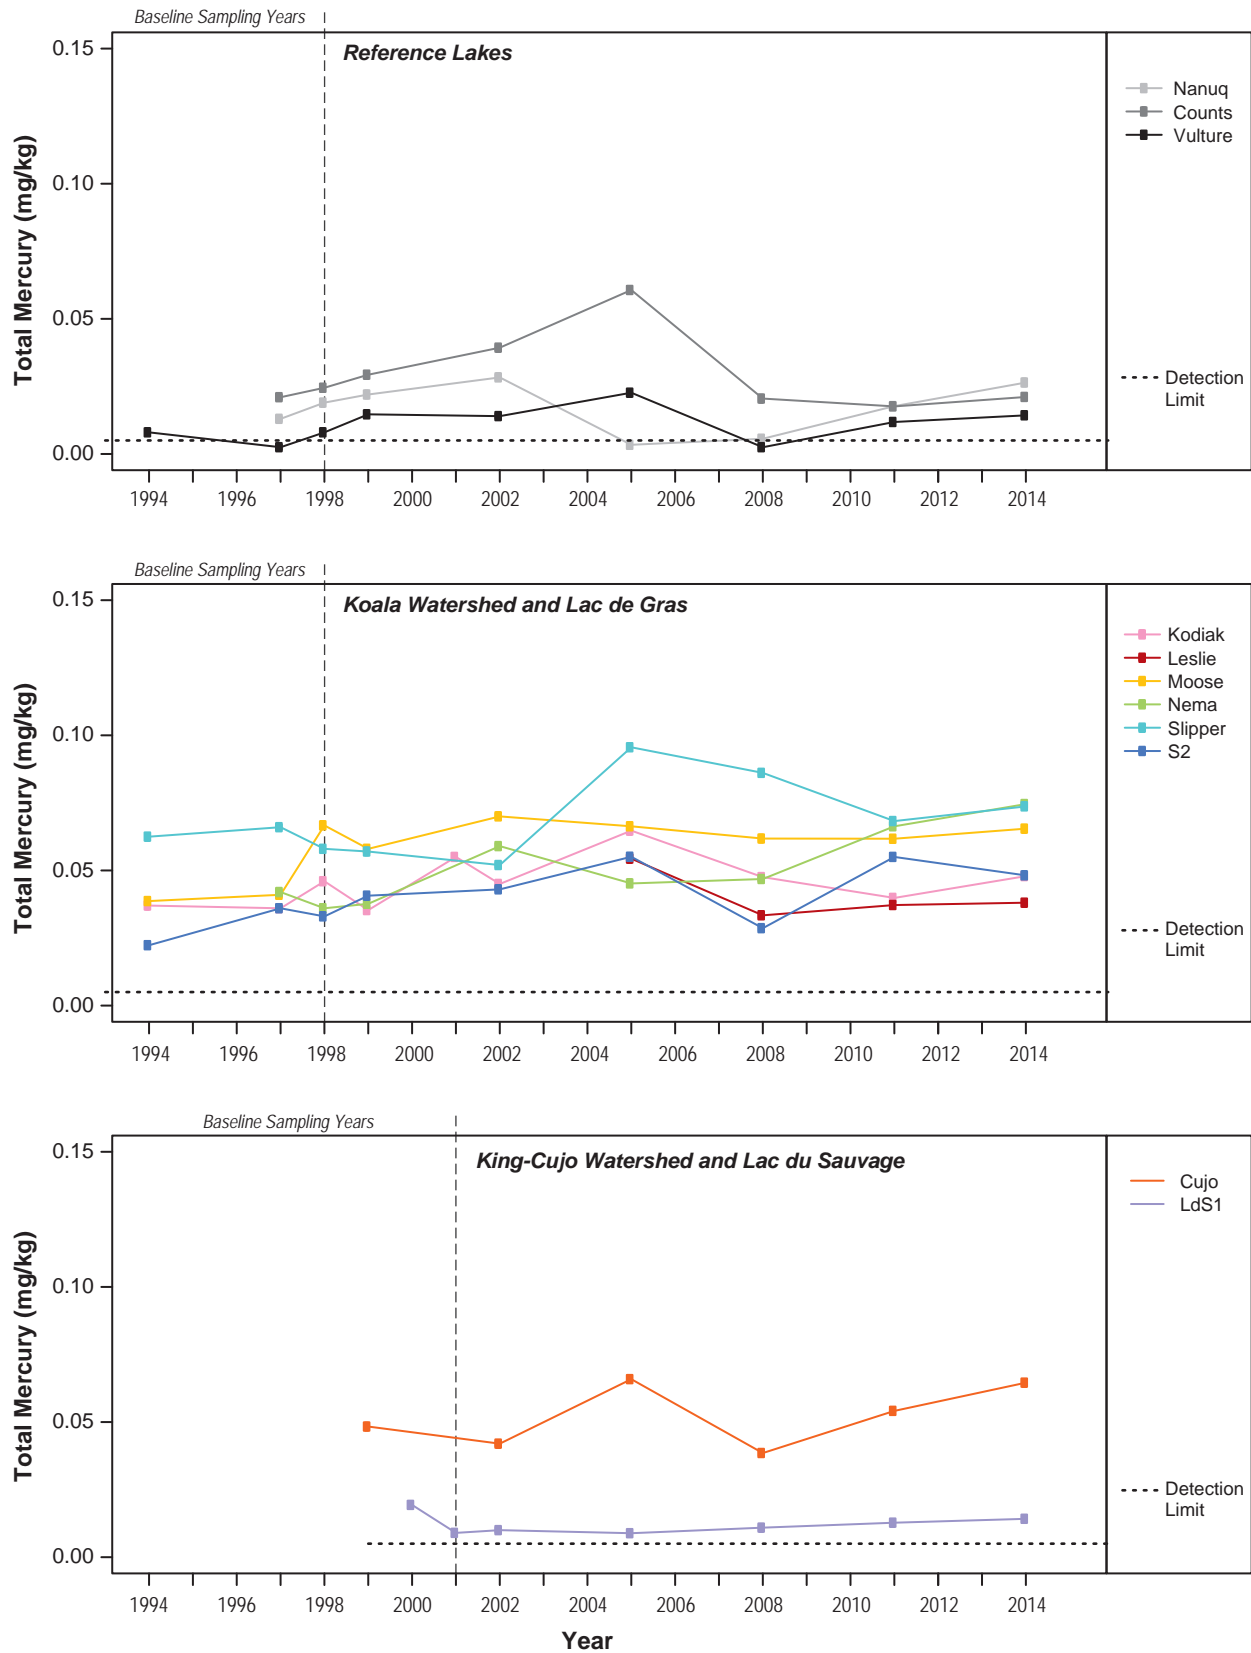 Baseline Sampling Years
Reference Lakes
Total Mercury (mg/kg)
0.15
0.10
0.05
0.00
1994 1996 1998 2000 2002 2004 2006 2008 2010 2012 2014
Nanuq
Counts
Vulture
Detection
Limit
Baseline Sampling Years
Koala Watershed and Lac de Gras
Total Mercury (mg/kg)
0.15
0.10
0.05
0.00
1994 1996 1998 2000 2002 2004 2006 2008 2010 2012 2014
Kodiak
Leslie
Moose
Nema
Slipper
S2
Detection
Limit
Baseline Sampling Years
King-Cujo Watershed and Lac du Sauvage
Total Mercury (mg/kg)
0.15
0.10
0.05
0.00
1994 1996 1998 2000 2002 2004 2006 2008 2010 2012 2014
Year
Cujo
LdS1
Detection
Limit